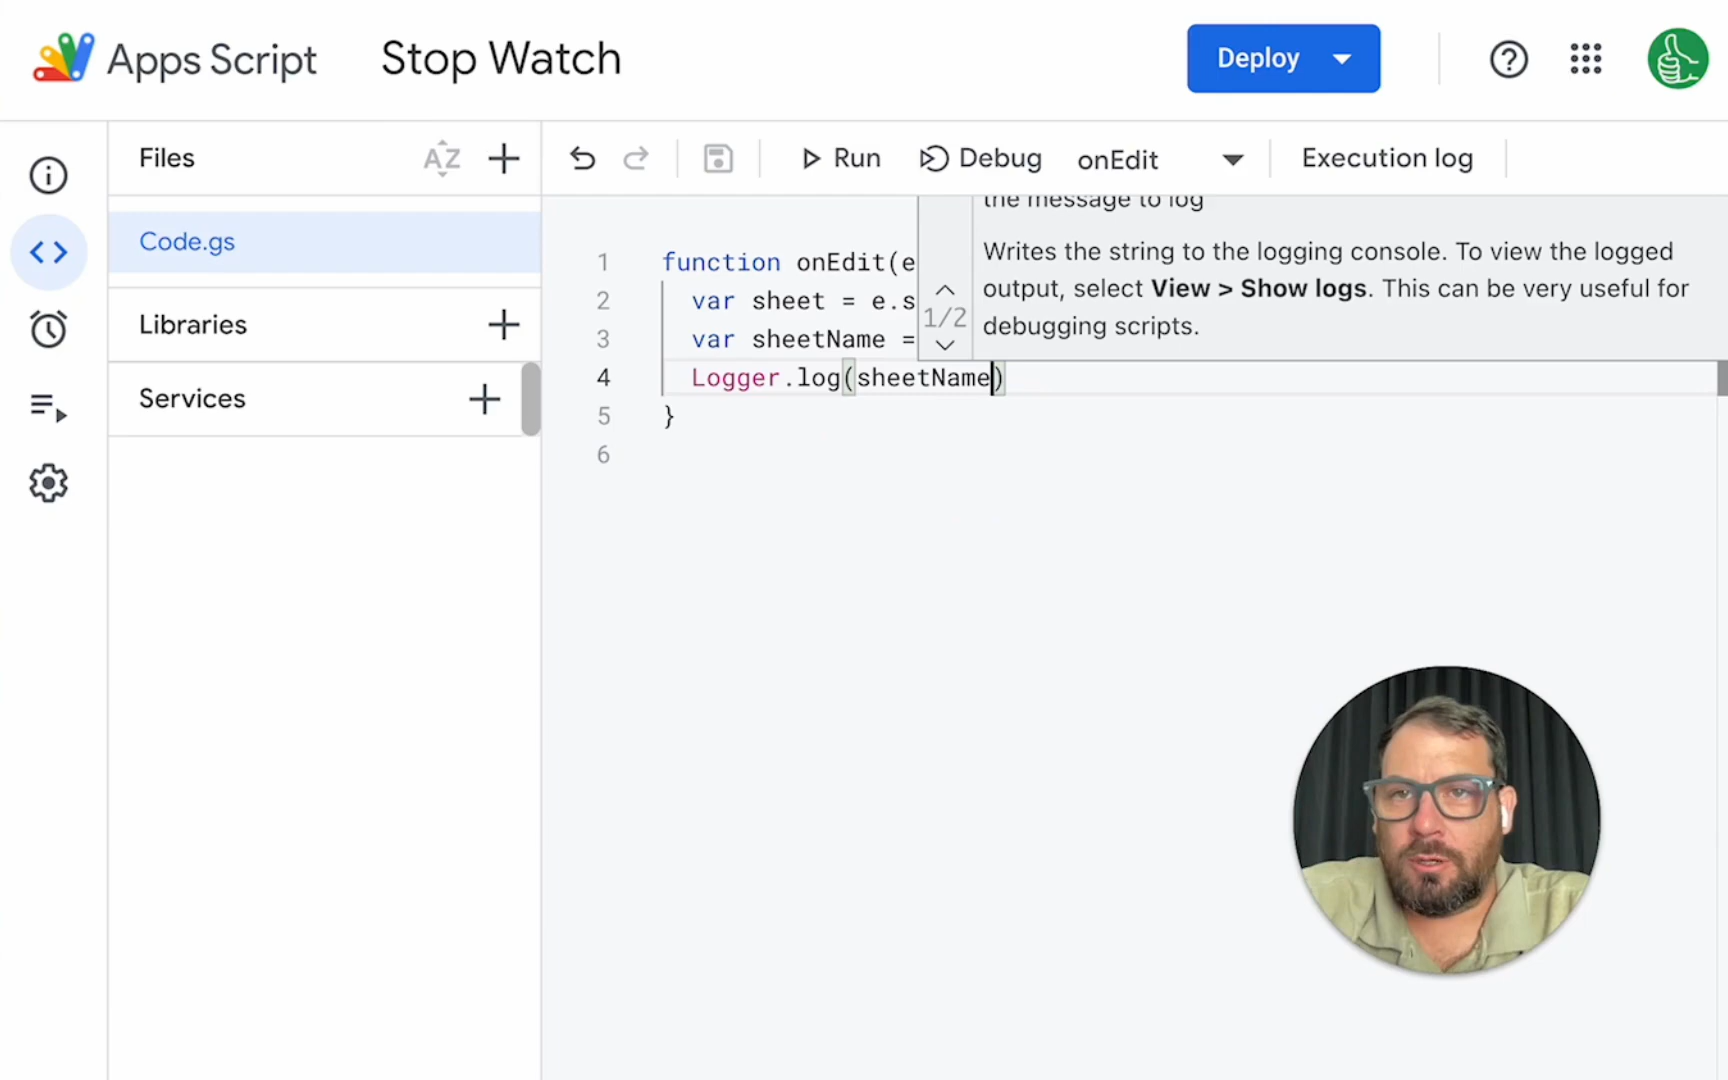 Apps Script
Stop Watch
Deploy
Files
AZ
Run
Debug
onEdit
Execution log
Code.gs
Libraries
Services
the message to log
Writes the string to the logging console. To view the logged
output, select View > Show logs. This can be very useful for
debugging scripts.
1/2
1 function onEdit(e
2 var sheet = e.s
3 var sheetName =
4 Logger.log(sheetName)
5 }
6